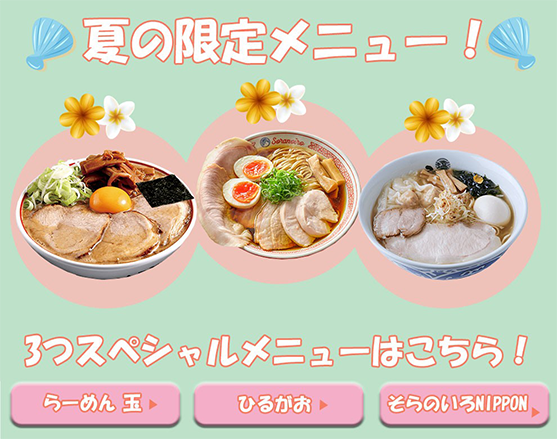 夏の限定メニュー！
Soranoiro
3つスペシャルメニューはこちら！
らーめん 玉
ひるがお
そらのいろNIPPON